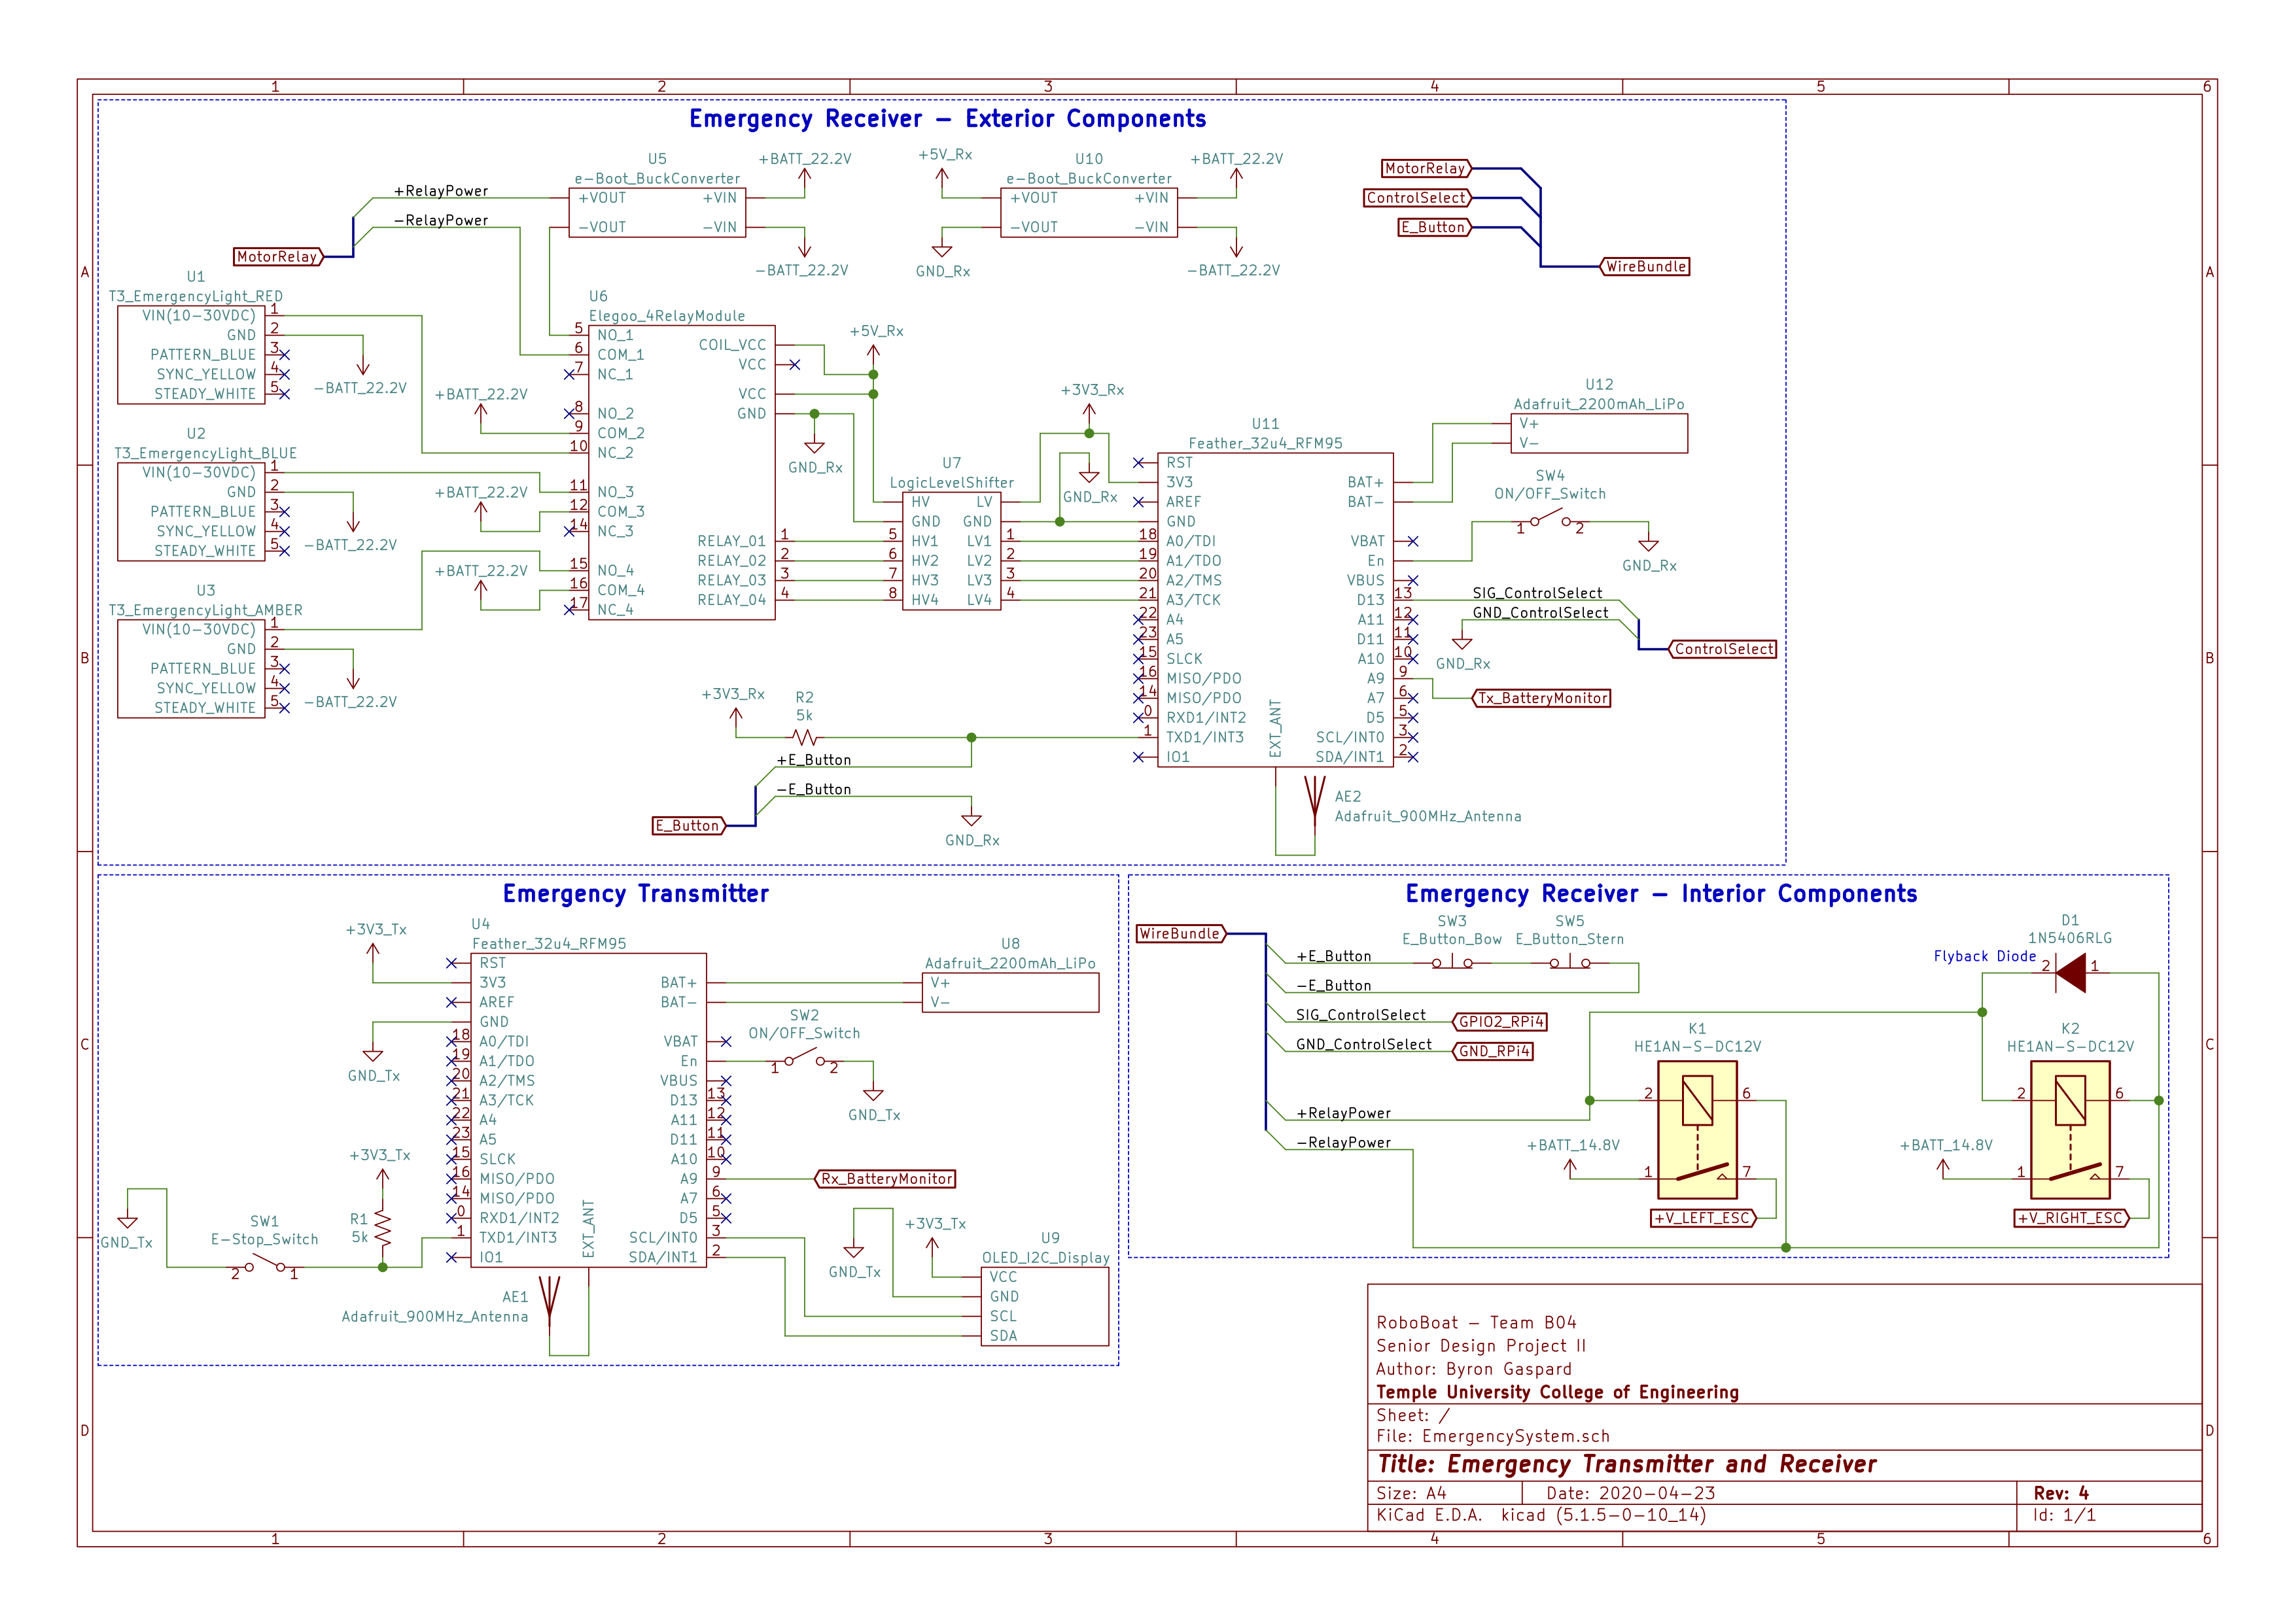 1 2 3 4 5 6
Emergency Receiver – Exterior Components
A
B
C
D
A
B
C
D
+RelayPower
−RelayPower
MotorRelay
U5
e-Boot_BuckConverter
+VOUT +VIN
−VOUT −VIN
+BATT_22.2V
−BATT_22.2V
+5V_Rx
GND_Rx
U10
e-Boot_BuckConverter
+VOUT +VIN
−VOUT −VIN
+BATT_22.2V
−BATT_22.2V
MotorRelay
ControlSelect
E_Button
WireBundle
U1
T3_EmergencyLight_RED
VIN(10-30VDC) 1
GND 2
PATTERN_BLUE 3
SYNC_YELLOW 4
STEADY_WHITE 5
−BATT_22.2V
U2
T3_EmergencyLight_BLUE
VIN(10-30VDC) 1
GND 2
PATTERN_BLUE 3
SYNC_YELLOW 4
STEADY_WHITE 5
−BATT_22.2V
U3
T3_EmergencyLight_AMBER
VIN(10-30VDC) 1
GND 2
PATTERN_BLUE 3
SYNC_YELLOW 4
STEADY_WHITE 5
−BATT_22.2V
+BATT_22.2V
+BATT_22.2V
+BATT_22.2V
U6
Elegoo_4RelayModule
5 NO_1
6 COM_1
7 NC_1
8 NO_2
9 COM_2
10 NC_2
11 NO_3
12 COM_3
14 NC_3
15 NO_4
16 COM_4
17 NC_4
COIL_VCC
VCC
VCC
GND
RELAY_01 1
RELAY_02 2
RELAY_03 3
RELAY_04 4
+5V_Rx
GND_Rx
U7
LogicLevelShifter
HV LV
GND GND
5 HV1 LV1 1
6 HV2 LV2 2
7 HV3 LV3 3
8 HV4 LV4 4
+3V3_Rx
GND_Rx
U11
Feather_32u4_RFM95
RST
3V3
AREF
GND
18 A0/TDI
19 A1/TDO
20 A2/TMS
21 A3/TCK
22 A4
23 A5
15 SLCK
16 MISO/PDO
14 MISO/PDO
0 RXD1/INT2
1 TXD1/INT3
IO1
BAT+
BAT-
VBAT
En
VBUS
D13 13
A11 12
D11 11
A10 10
A9 9
A7 6
D5 5
SCL/INT0 3
SDA/INT1 2
EXT_ANT
U12
Adafruit_2200mAh_LiPo
V+
V-
SW4
ON/OFF_Switch
1 2
GND_Rx
SIG_ControlSelect
GND_ControlSelect
GND_Rx
ControlSelect
Tx_BatteryMonitor
AE2
Adafruit_900MHz_Antenna
+3V3_Rx
R2
5k
+E_Button
−E_Button
E_Button
GND_Rx
Emergency Transmitter
+3V3_Tx
GND_Tx
U4
Feather_32u4_RFM95
RST
3V3
AREF
GND
18 A0/TDI
19 A1/TDO
20 A2/TMS
21 A3/TCK
22 A4
23 A5
15 SLCK
16 MISO/PDO
14 MISO/PDO
0 RXD1/INT2
1 TXD1/INT3
IO1
BAT+
BAT-
VBAT
En
VBUS
D13 13
A11 12
D11 11
A10 10
A9 9
A7 6
D5 5
SCL/INT0 3
SDA/INT1 2
EXT_ANT
U8
Adafruit_2200mAh_LiPo
V+
V-
SW2
ON/OFF_Switch
1 2
GND_Tx
Rx_BatteryMonitor
+3V3_Tx
R1
5k
GND_Tx
SW1
E-Stop_Switch
2 1
AE1
Adafruit_900MHz_Antenna
GND_Tx
+3V3_Tx
U9
OLED_I2C_Display
VCC
GND
SCL
SDA
Emergency Receiver – Interior Components
WireBundle
+E_Button
−E_Button
SIG_ControlSelect
GND_ControlSelect
+RelayPower
−RelayPower
SW3
E_Button_Bow
SW5
E_Button_Stern
GPIO2_RPi4
GND_RPi4
D1
1N5406RLG
Flyback Diode
2 1
K1
HE1AN-S-DC12V
2 6
1 7
+BATT_14.8V
+V_LEFT_ESC
K2
HE1AN-S-DC12V
2 6
1 7
+BATT_14.8V
+V_RIGHT_ESC
RoboBoat – Team B04
Senior Design Project II
Author: Byron Gaspard
Temple University College of Engineering
Sheet: /
File: EmergencySystem.sch
Title: Emergency Transmitter and Receiver
Size: A4 Date: 2020-04-23 Rev: 4
KiCad E.D.A. kicad (5.1.5-0-10_14) Id: 1/1
1 2 3 4 5 6